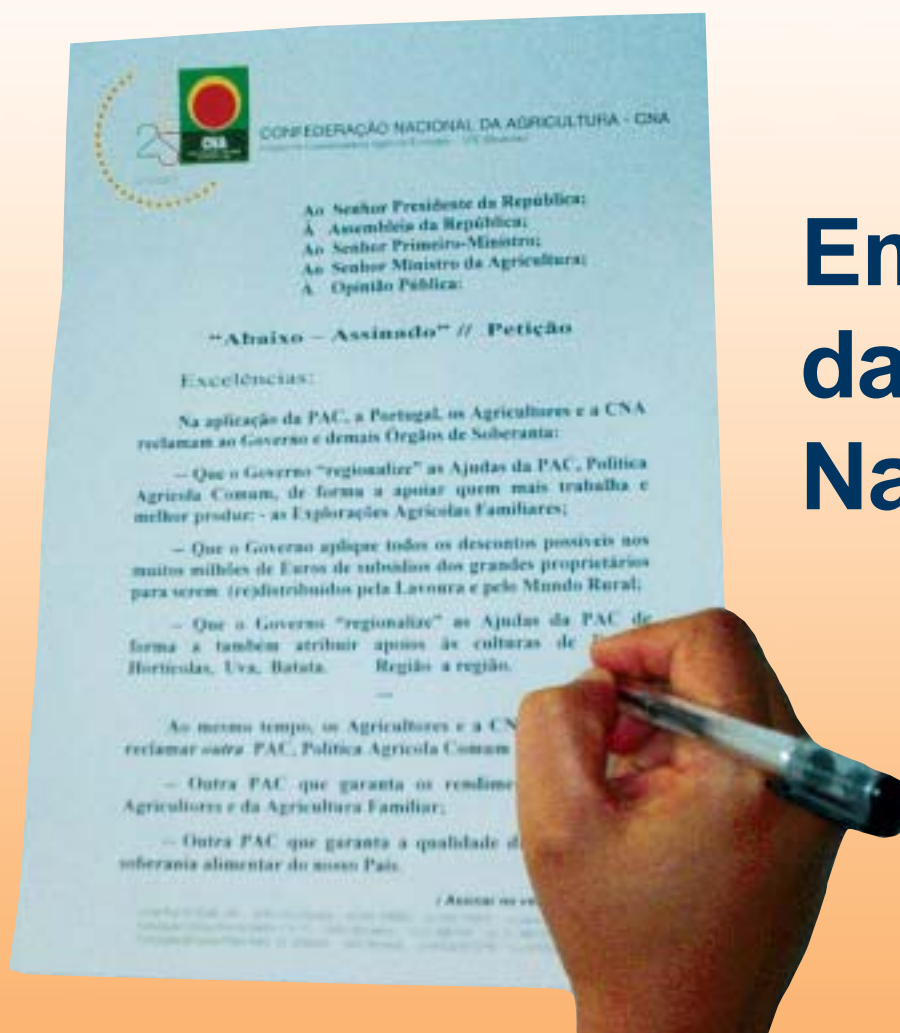 25
CNA
CONFEDERAÇÃO NACIONAL DA AGRICULTURA - CNA
Ao Senhor Presidente da República;
À Assembleia da República;
Ao Senhor Primeiro-Ministro;
Ao Senhor Ministro da Agricultura;
À Opinião Pública:
“Abaixo – Assinado” // Petição
Excelências:
Na aplicação da PAC, a Portugal, os Agricultores e a CNA
reclamam ao Governo e demais Órgãos de Soberania:
– Que o Governo “regionalize” as Ajudas da PAC, Política
Agrícola Comum, de forma a apoiar quem mais trabalha e
melhor produz: - as Explorações Agrícolas Familiares;
– Que o Governo aplique todos os descontos possíveis nos
muitos milhões de Euros de subsídios dos grandes proprietários
para serem (re)distribuídos pela Lavoura e pelo Mundo Rural;
– Que o Governo “regionalize” as Ajudas da PAC de
forma a também atribuir apoios às culturas de
Hortícolas, Uva, Batata. Região a região.
Ao mesmo tempo, os Agricultores e a CN
reclamar outra PAC, Política Agrícola Comum
– Outra PAC que garanta os rendime
Agricultores e da Agricultura Familiar;
– Outra PAC que garanta a qualidade d
soberania alimentar do nosso País.
/ Assinar no ve
En
da
Na